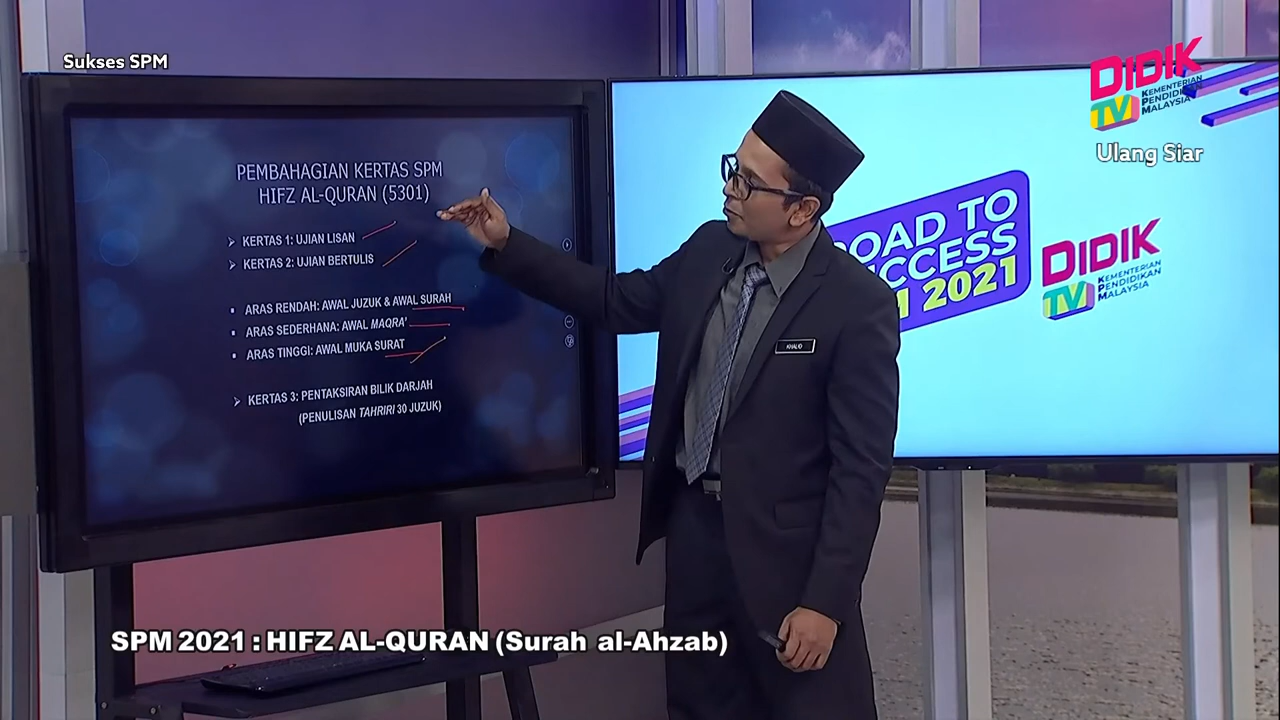 Sukses SPM
DIDIK
TV
KEMENTERIAN
PENDIDIKAN
MALAYSIA
Ulang Siar
PEMBAHAGIAN KERTAS SPM
HIFZ AL-QURAN (5301)
➢ KERTAS 1: UJIAN LISAN
➢ KERTAS 2: UJIAN BERTULIS
▪ ARAS RENDAH: AWAL JUZUK & AWAL SURAH
▪ ARAS SEDERHANA: AWAL MAQRA'
▪ ARAS TINGGI: AWAL MUKA SURAT
➢ KERTAS 3: PENTAKSIRAN BILIK DARJAH
(PENULISAN TAHRIRI 30 JUZUK)
OAD TO
CCESS
2021
DIDIK
TV
KEMENTERIAN
PENDIDIKAN
MALAYSIA
KHALID
SPM 2021 : HIFZ AL-QURAN (Surah al-Ahzab)